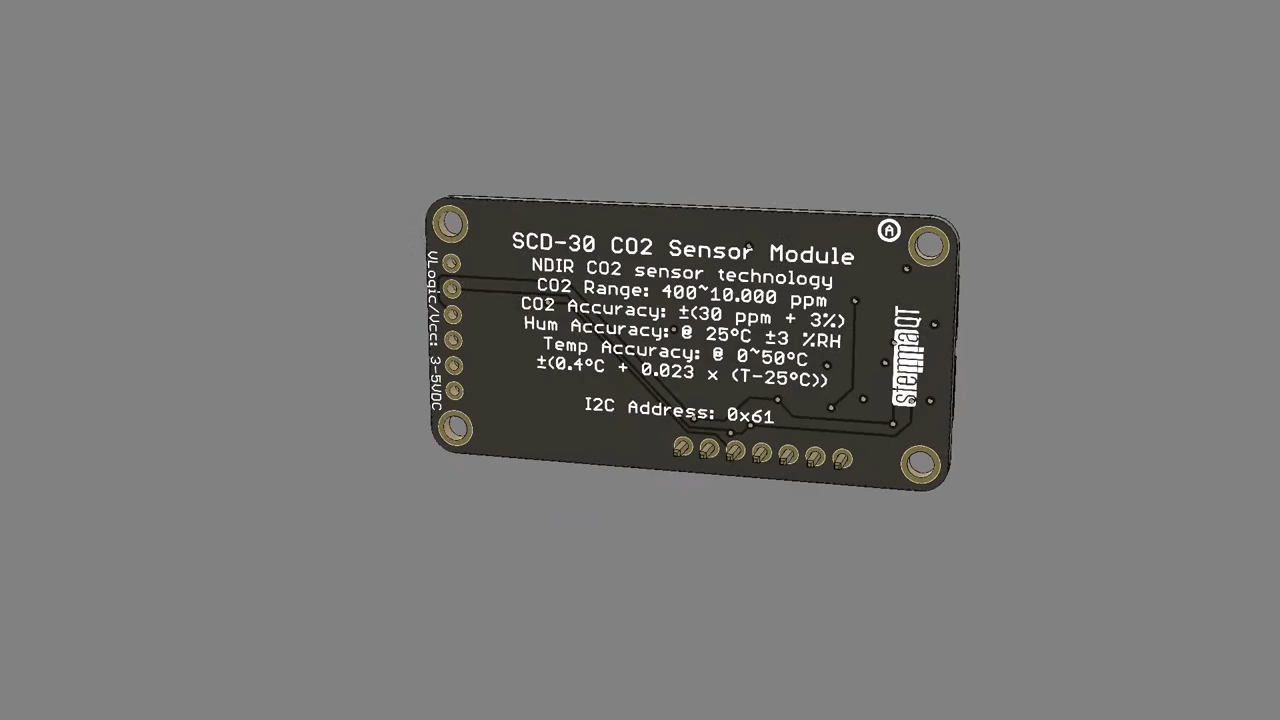 SCD-30 CO2 Sensor Module
NDIR CO2 sensor technology
CO2 Range: 400~10.000 ppm
CO2 Accuracy: ±(30 ppm + 3%)
Hum Accuracy: @ 25°C ±3 %RH
Temp Accuracy: @ 0~50°C
±(0.4°C + 0.023 x (T-25°C))
I2C Address: 0x61
VLogic/Vcc: 3-5VDC
A
stemmaQT